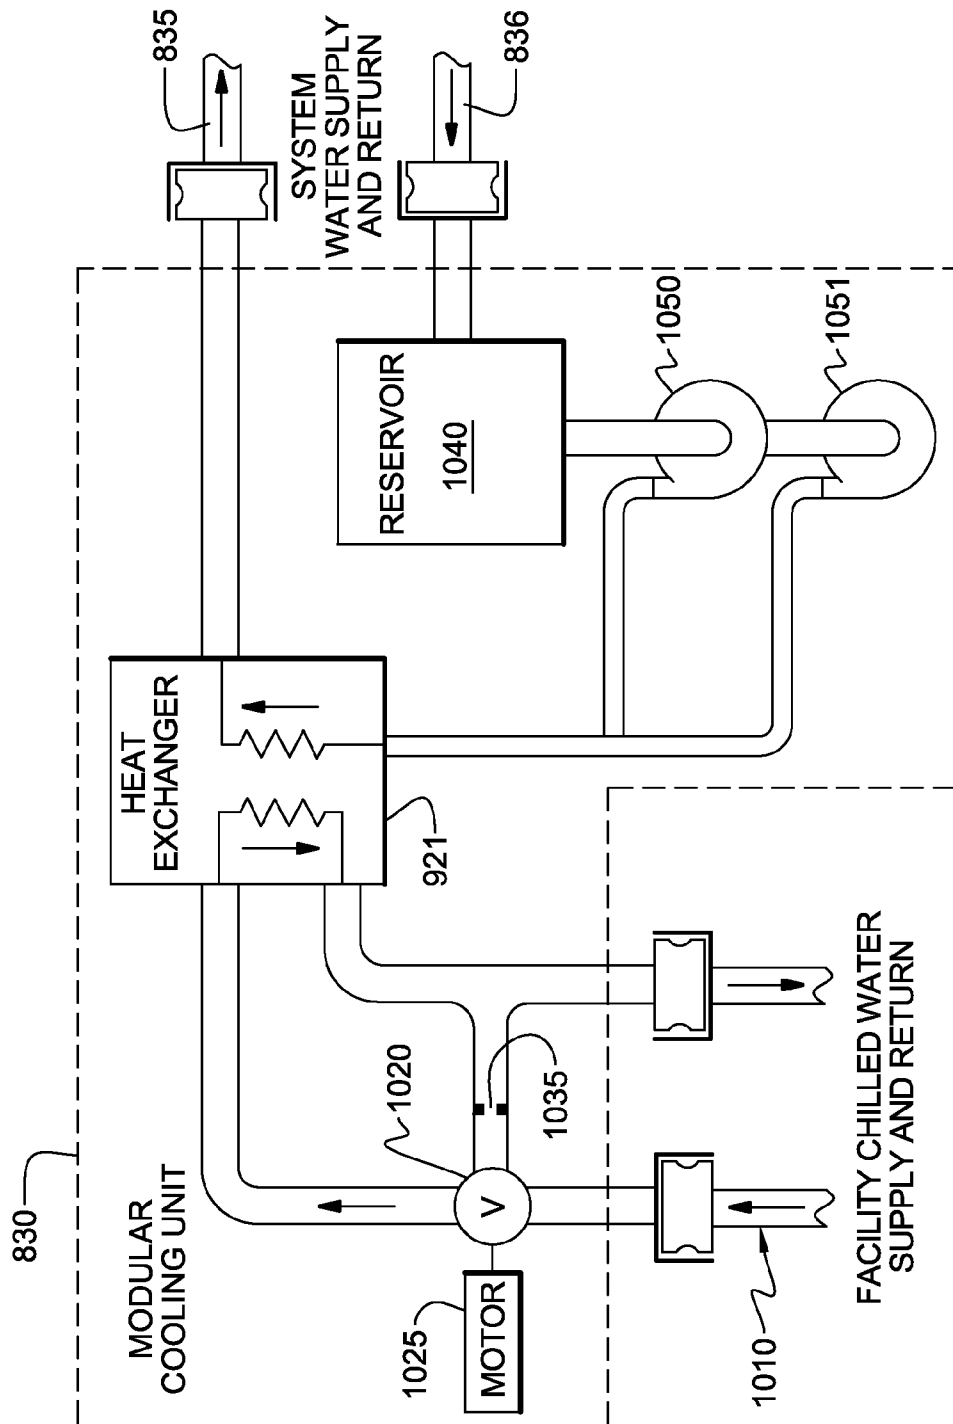 830
MODULAR
COOLING UNIT
1025
MOTOR
V
1020
1035
1010
FACILITY CHILLED WATER
SUPPLY AND RETURN
HEAT
EXCHANGER
921
RESERVOIR
1040
1050
1051
835
SYSTEM
WATER SUPPLY
AND RETURN
836